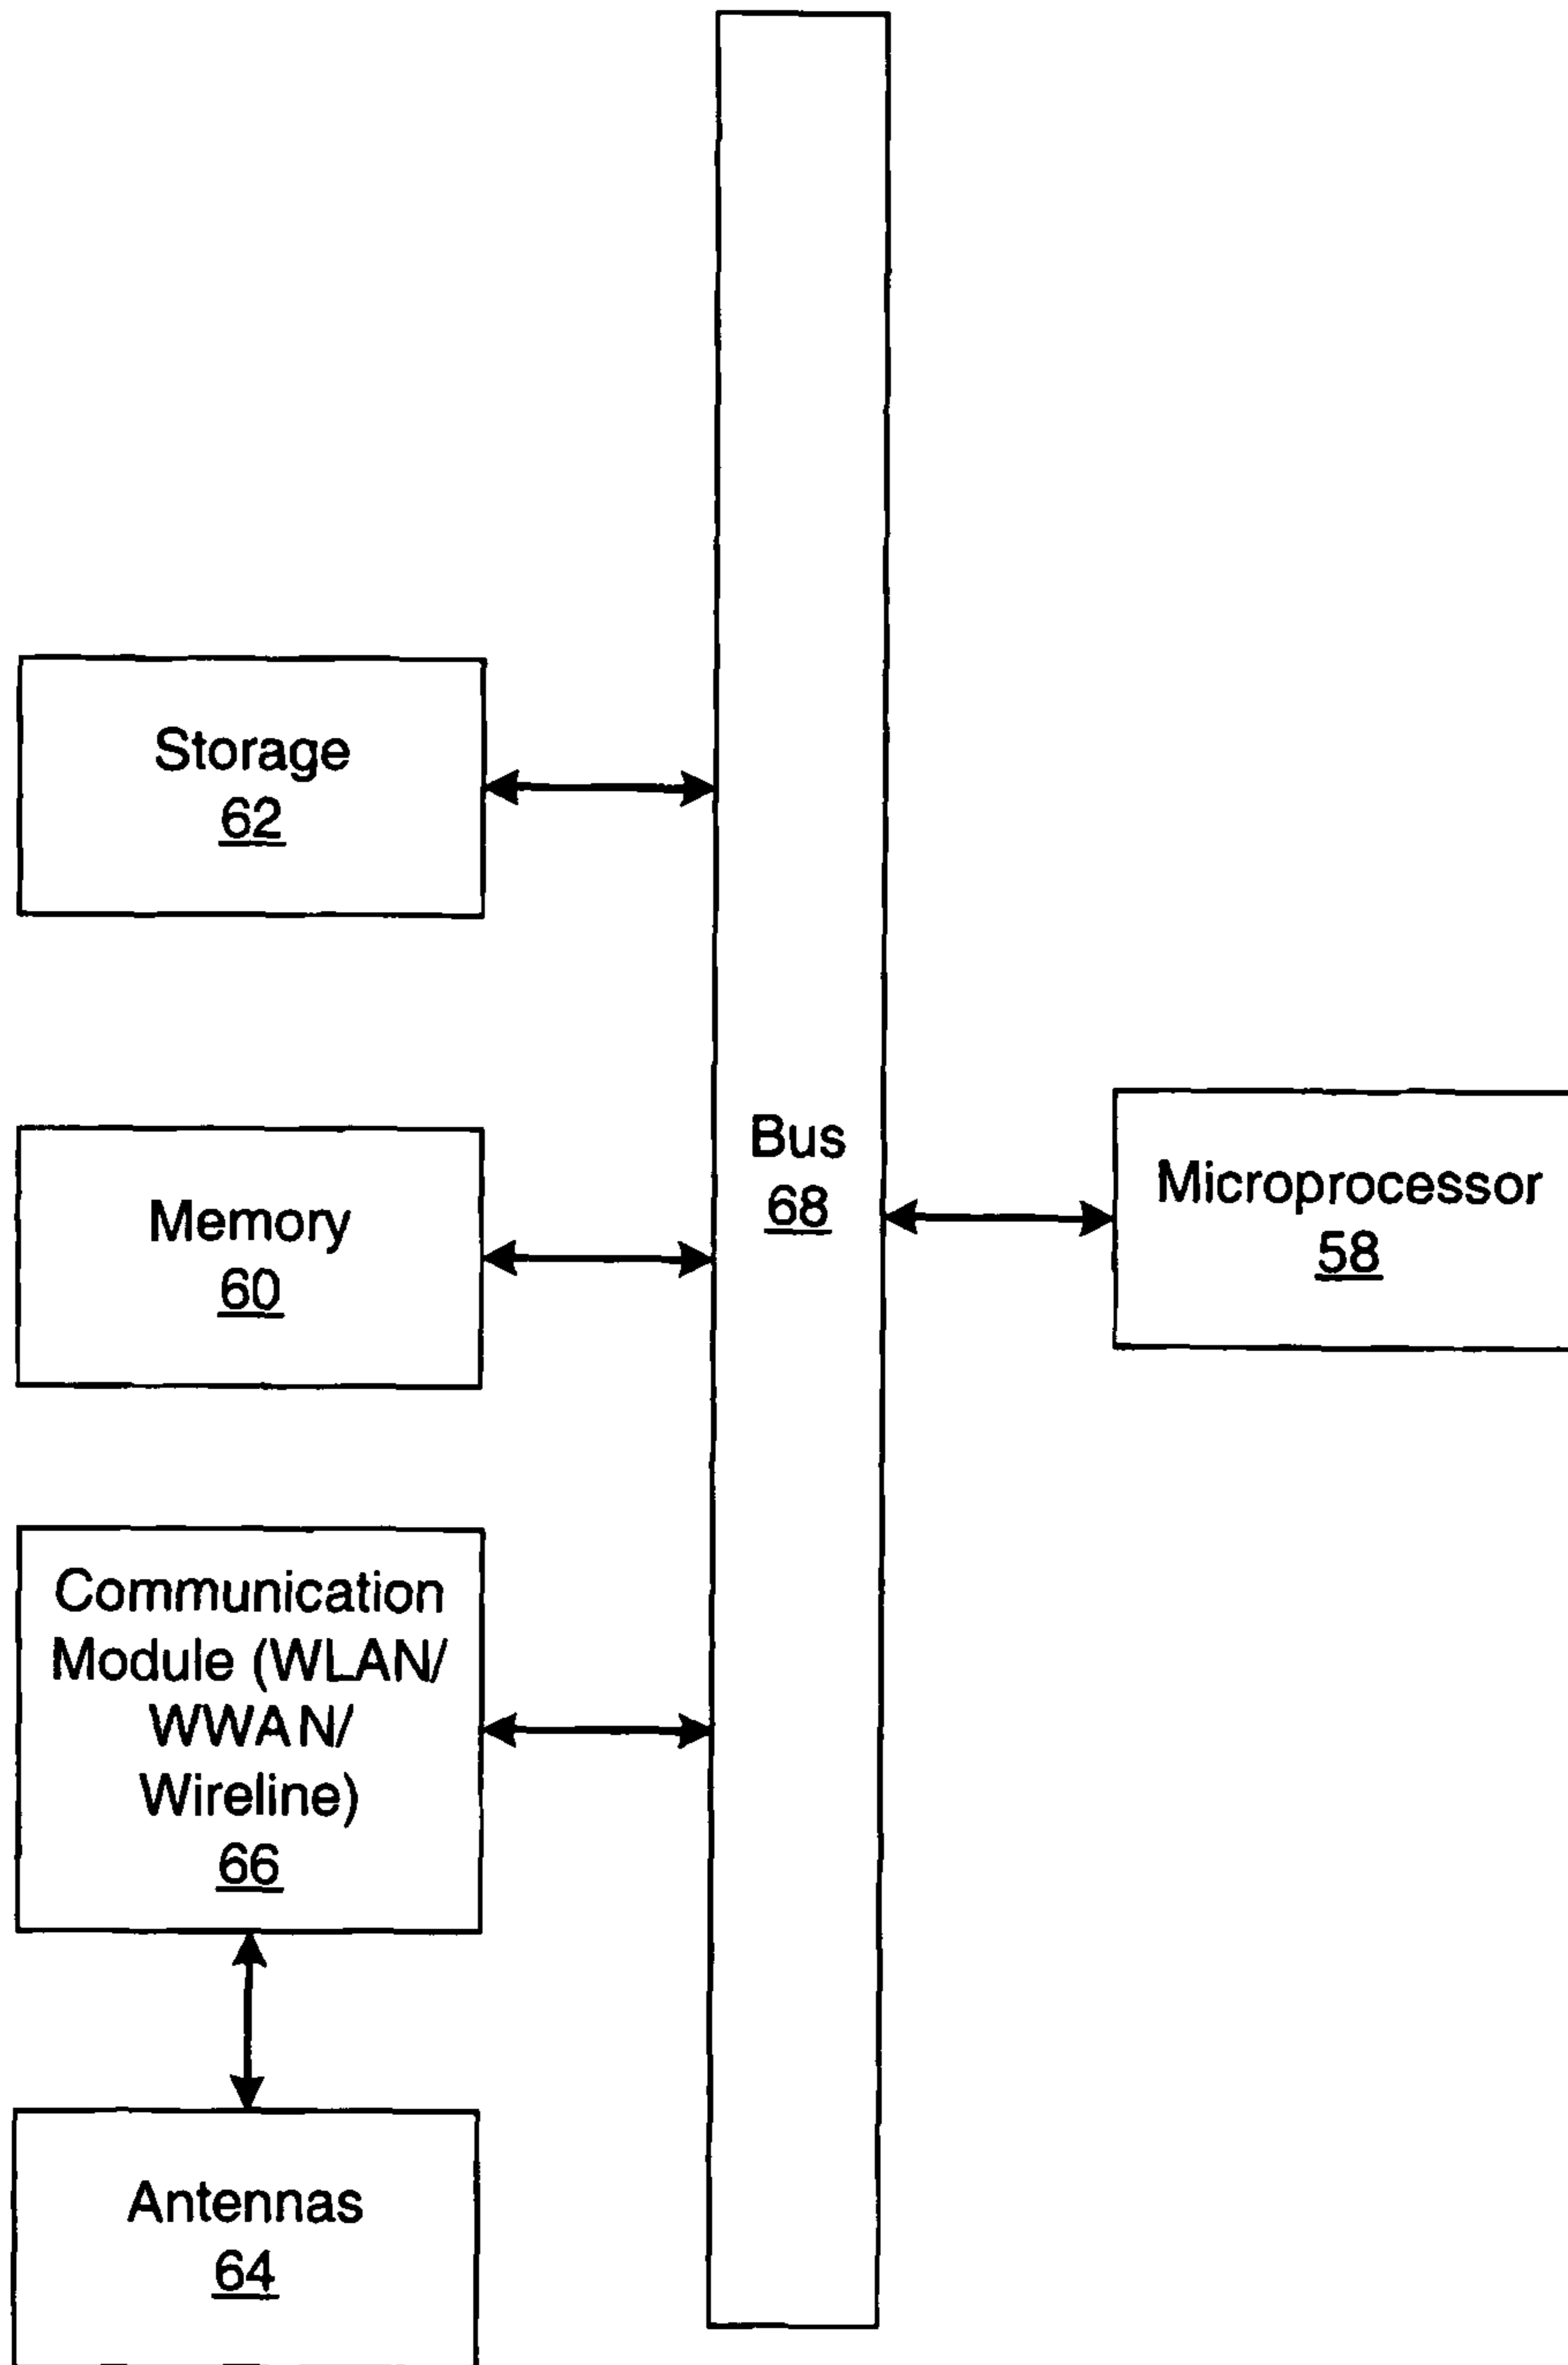 Storage
62
Memory
60
Bus
68
Microprocessor
58
Communication
Module (WLAN/
WWAN/
Wireline)
66
Antennas
64